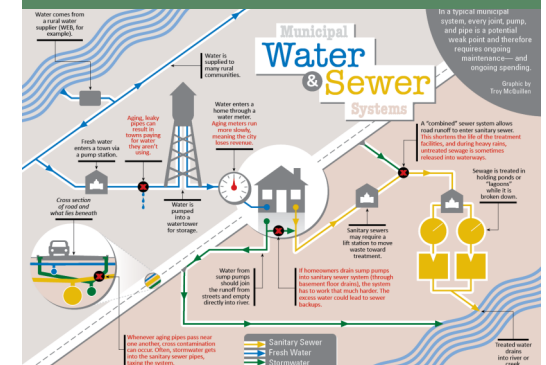 In a typical municipal
system, every joint, pump,
and pipe is a potential
weak point and therefore
requires ongoing
maintenance— and
ongoing spending.
Graphic by
Troy McQuillen
Municipal
Water
& Sewer
Systems
Water comes from
a rural water
supplier (WEB, for
example).
Water is
supplied to
many rural
communities.
Aging, leaky
pipes can
result in
towns paying
for water
they aren't
using.
Water enters a
home through a
water meter.
Aging meters run
more slowly,
meaning the city
loses revenue.
Fresh water
enters a town via
a pump station.
A "combined" sewer system allows
road runoff to enter sanitary sewer.
This shortens the life of the treatment
facilities, and during heavy rains,
untreated sewage is sometimes
released into waterways.
Sewage is treated in
holding ponds or
"lagoons"
while it is
broken down.
Cross section
of road and
what lies beneath
Water is
pumped
into a
watertower
for storage.
Sanitary sewers
may require a
lift station to move
waste toward
treatment.
Water from
sump pumps
should join
the runoff from
streets and empty
directly into river.
If homeowners drain sump pumps
into sanitary sewer system (through
basement floor drains), the system
has to work that much harder. The
excess water could lead to sewer
backups.
Whenever aging pipes pass near
one another, cross contamination
can occur. Often, stormwater gets
into the sanitary sewer pipes,
taxing the system.
Sanitary Sewer
Fresh Water
Stormwater
Treated water
drains
into river or
creek.